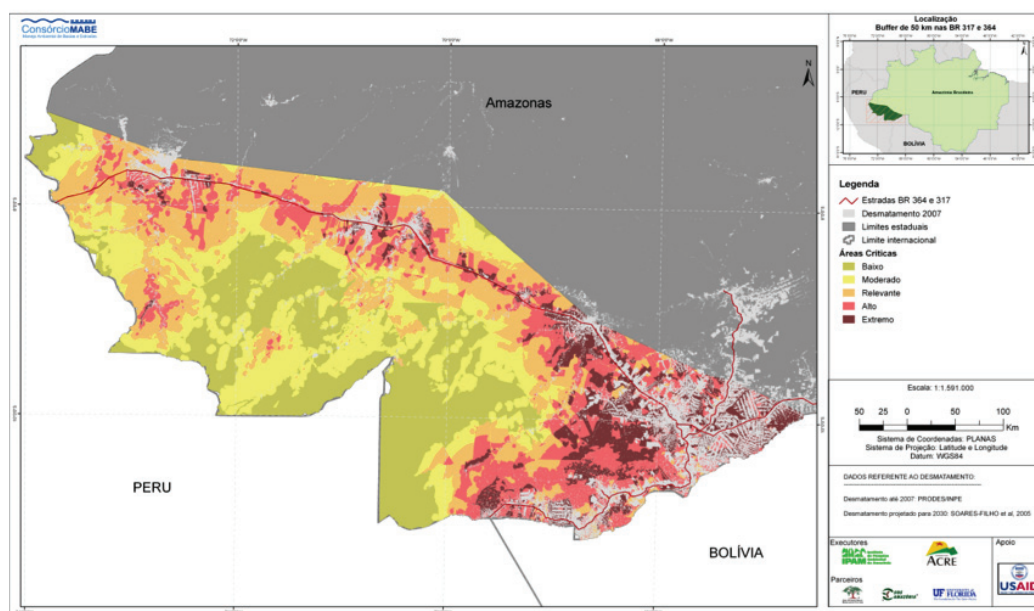 ConsórcioMABE
Amazonas
PERU
BOLÍVIA
N
Localização
Buffer de 50 km nas BR 317 e 364
PERU
Amazônia Brasileira
BOLÍVIA
Legenda
Estradas BR 364 e 317
Desmatamento 2007
Limites estaduais
Limite internacional
Áreas Críticas
Baixo
Moderado
Relevante
Alto
Extremo
Escala: 1:1.591.000
50 25 0 50 100
Km
Sistema de Coordenadas: PLANAS
Sistema de Projeção: Latitude e Longitude
Datum: WGS84
DADOS REFERENTE AO DESMATAMENTO:
Desmatamento até 2007: PRODES/INPE
Desmatamento projetado para 2030: SOARES-FILHO et al, 2005
Executores
IPAM
ACRE
Apoio
USAID
Parceiros
UF FLORIDA